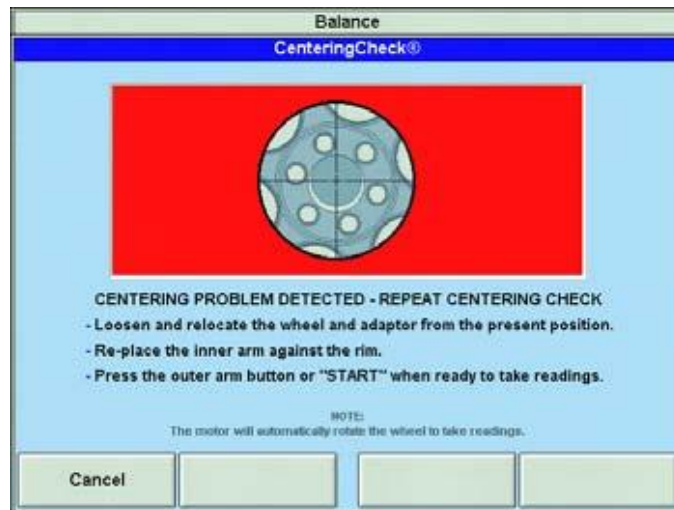 Balance
CenteringCheck®
CENTERING PROBLEM DETECTED - REPEAT CENTERING CHECK
- Loosen and relocate the wheel and adaptor from the present position.
- Re-place the inner arm against the rim.
- Press the outer arm button or "START" when ready to take readings.
NOTE:
The motor will automatically rotate the wheel to take readings.
Cancel